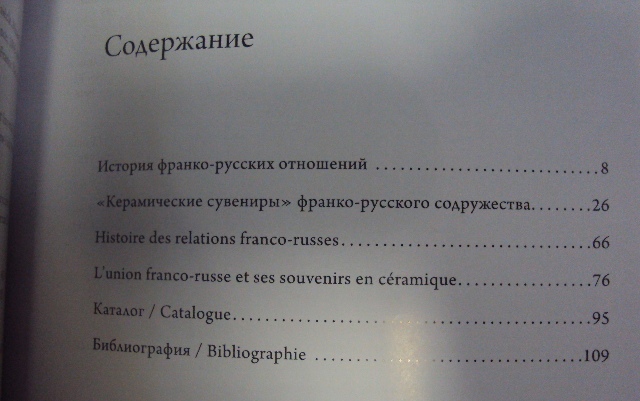 Содержание
История франко-русских отношений ..............................8
«Керамические сувениры» франко-русского содружества........26
Histoire des relations franco-russes..................................66
L'union franco-russe et ses souvenirs en céramique....................76
Каталог / Catalogue..................................................95
Библиография / Bibliographie ........................................109